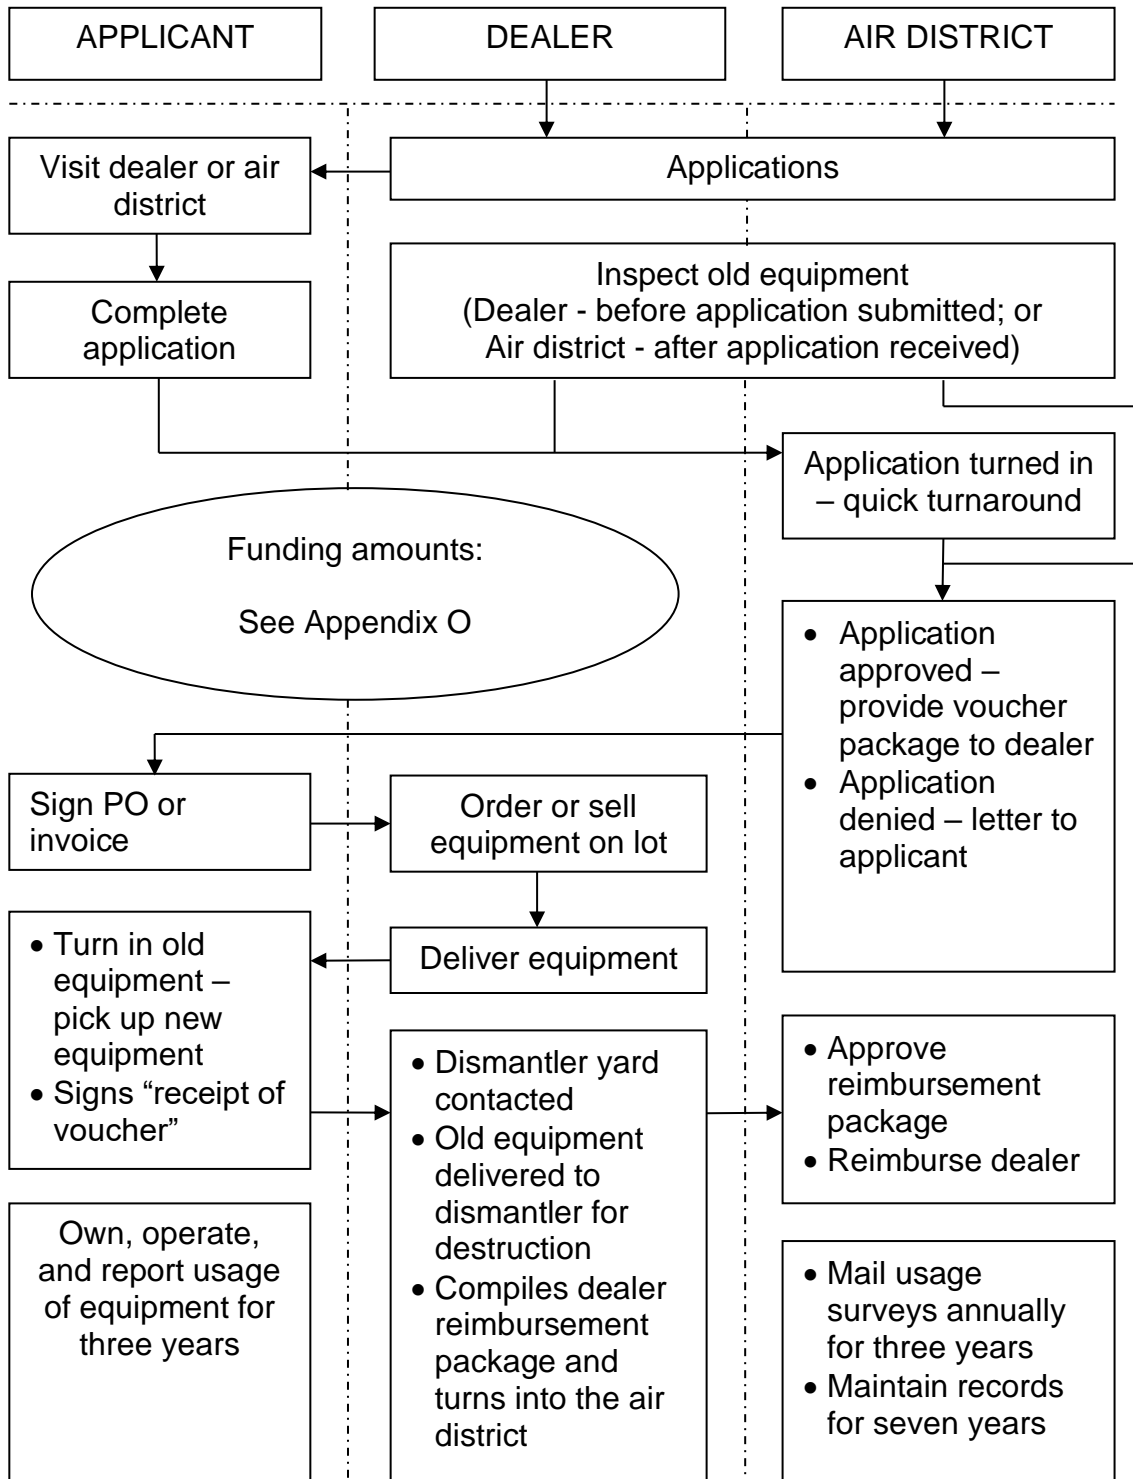 APPLICANT
DEALER
AIR DISTRICT
Visit dealer or air
district
Applications
Complete
application
Inspect old equipment
(Dealer - before application submitted; or
Air district - after application received)
Application turned in
– quick turnaround
Funding amounts:
See Appendix O
• Application
approved –
provide voucher
package to dealer
• Application
denied – letter to
applicant
Sign PO or
invoice
Order or sell
equipment on lot
• Turn in old
equipment –
pick up new
equipment
• Signs “receipt of
voucher”
Deliver equipment
• Dismantler yard
contacted
• Old equipment
delivered to
dismantler for
destruction
• Compiles dealer
reimbursement
package and
turns into the air
district
• Approve
reimbursement
package
• Reimburse dealer
Own, operate,
and report usage
of equipment for
three years
• Mail usage
surveys annually
for three years
• Maintain records
for seven years